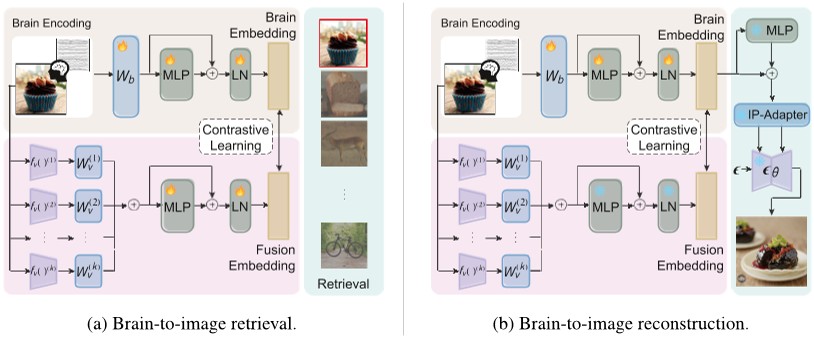 Brain Encoding
Brain
Embedding
W_b
MLP
+
LN
Contrastive
Learning
f_v( γ^(1))
W_v^(1)
f_v( γ^(2))
W_v^(2)
+
MLP
+
LN
f_v( γ^(k))
W_v^(k)
Fusion
Embedding
Retrieval
(a) Brain-to-image retrieval.
Brain Encoding
Brain
Embedding
W_b
MLP
+
LN
MLP
+
IP-Adapter
Contrastive
Learning
ϵ
ϵ_θ
f_v( γ^(1))
W_v^(1)
f_v( γ^(2))
W_v^(2)
+
MLP
+
LN
f_v( γ^(k))
W_v^(k)
Fusion
Embedding
(b) Brain-to-image reconstruction.